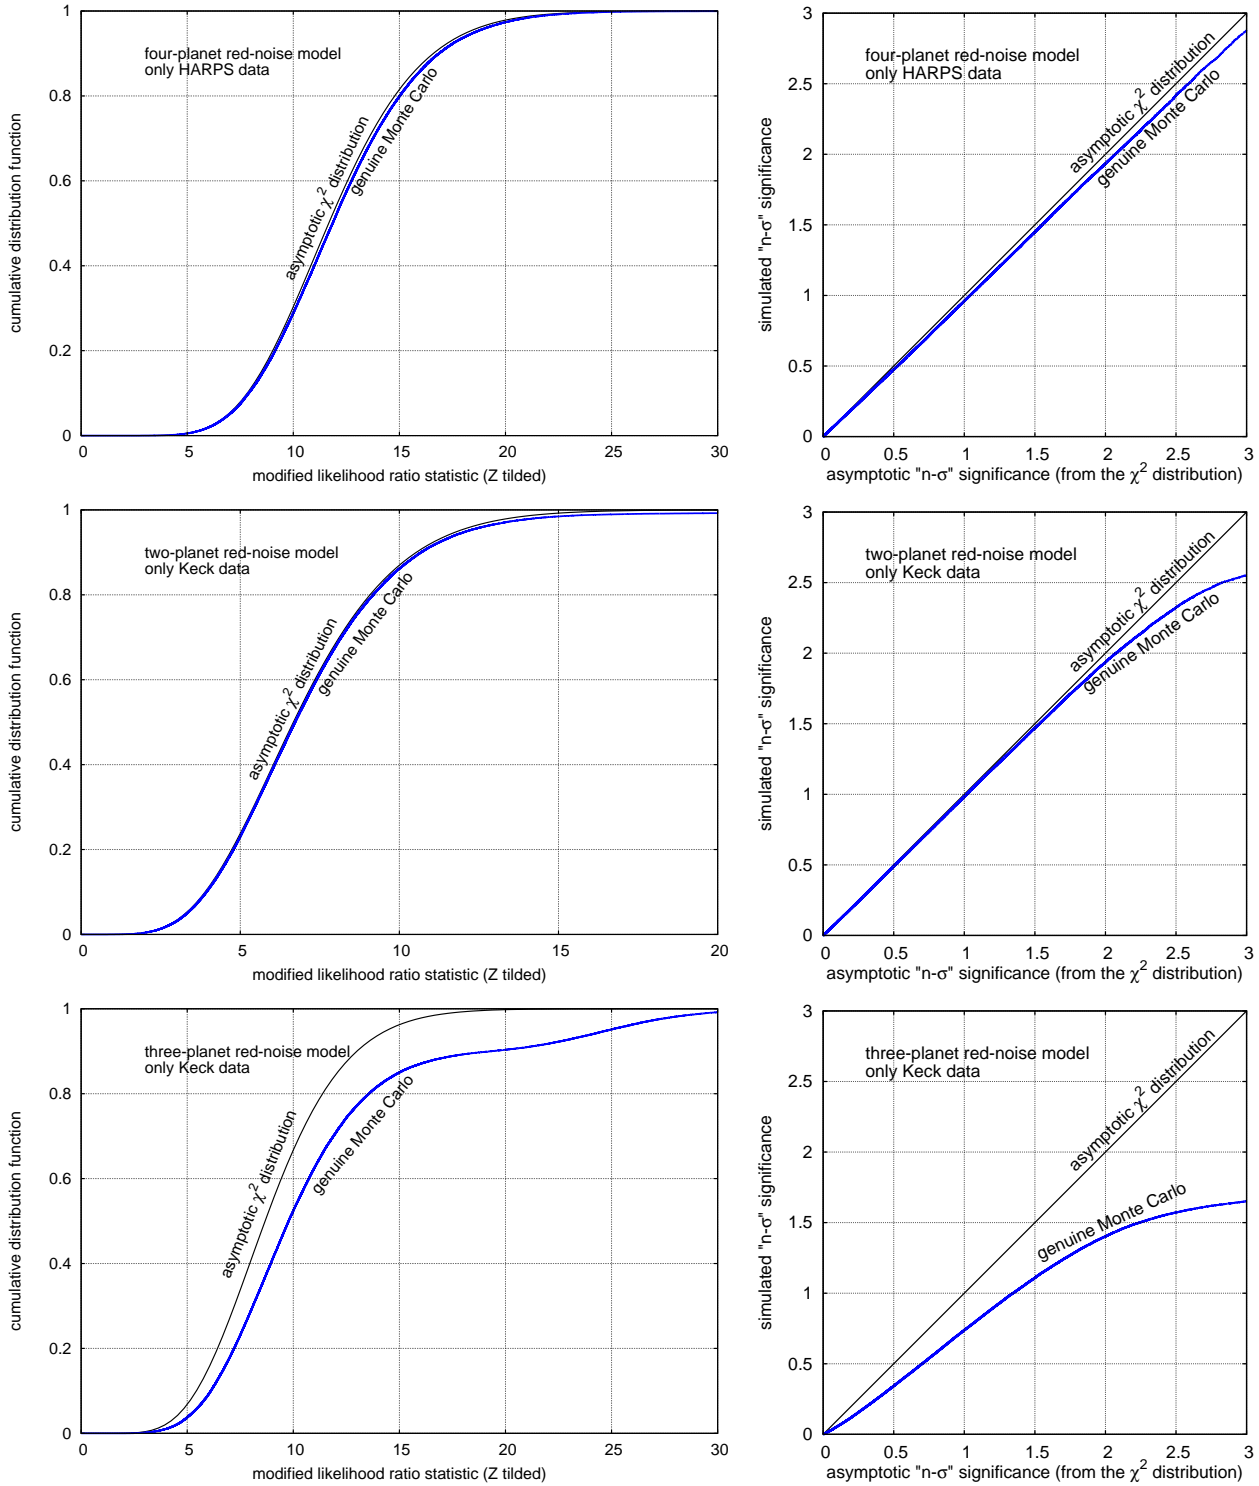 1
0.8
0.6
0.4
0.2
0
0 5 10 15 20 25 30
cumulative distribution function
modified likelihood ratio statistic (Z tilded)
four-planet red-noise model
only HARPS data
asymptotic χ² distribution
genuine Monte Carlo
3
2.5
2
1.5
1
0.5
0
0 0.5 1 1.5 2 2.5 3
simulated "n-σ" significance
asymptotic "n-σ" significance (from the χ² distribution)
four-planet red-noise model
only HARPS data
asymptotic χ² distribution
genuine Monte Carlo
1
0.8
0.6
0.4
0.2
0
0 5 10 15 20
cumulative distribution function
modified likelihood ratio statistic (Z tilded)
two-planet red-noise model
only Keck data
asymptotic χ² distribution
genuine Monte Carlo
3
2.5
2
1.5
1
0.5
0
0 0.5 1 1.5 2 2.5 3
simulated "n-σ" significance
asymptotic "n-σ" significance (from the χ² distribution)
two-planet red-noise model
only Keck data
asymptotic χ² distribution
genuine Monte Carlo
1
0.8
0.6
0.4
0.2
0
0 5 10 15 20 25 30
cumulative distribution function
modified likelihood ratio statistic (Z tilded)
three-planet red-noise model
only Keck data
asymptotic χ² distribution
genuine Monte Carlo
3
2.5
2
1.5
1
0.5
0
0 0.5 1 1.5 2 2.5 3
simulated "n-σ" significance
asymptotic "n-σ" significance (from the χ² distribution)
three-planet red-noise model
only Keck data
asymptotic χ² distribution
genuine Monte Carlo